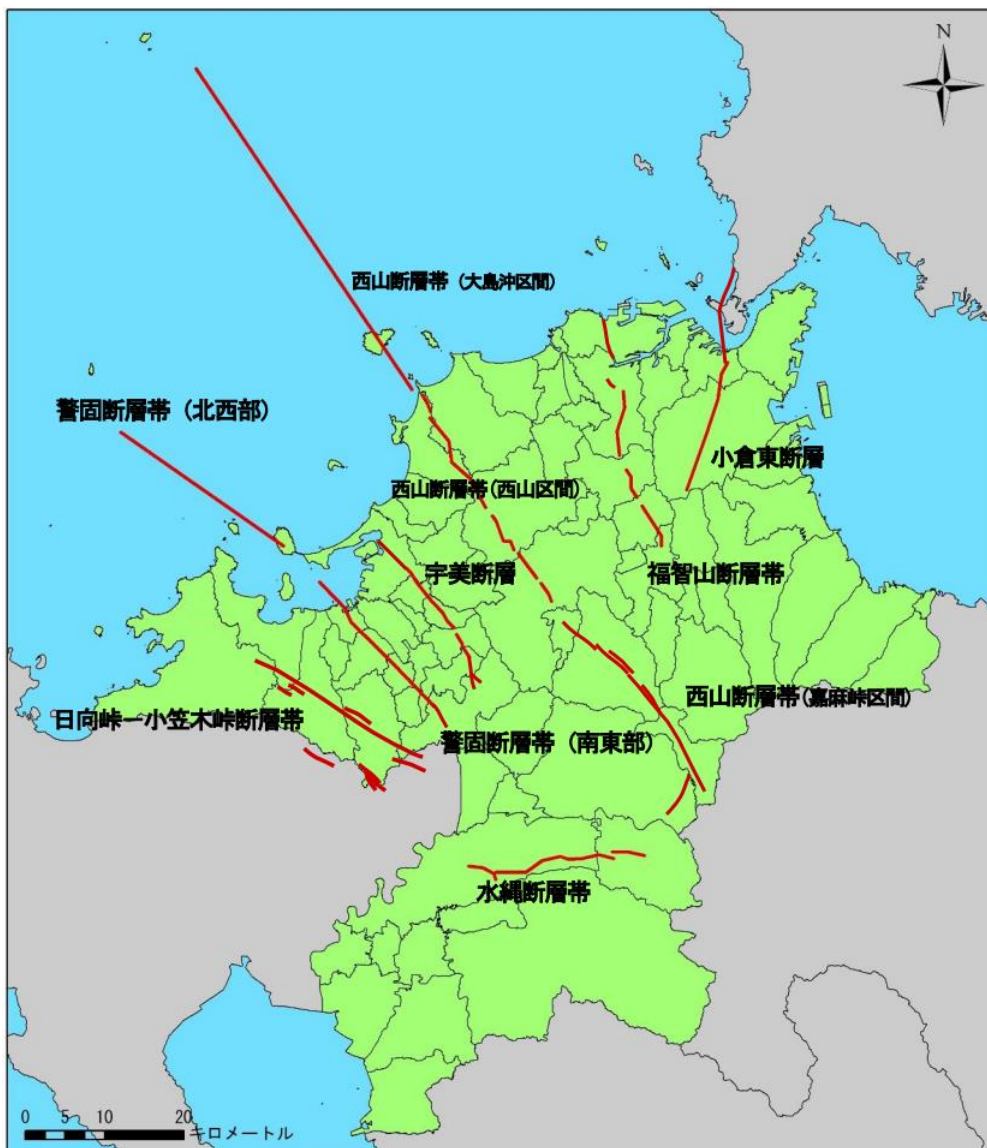 N
西山断層帯（大島沖区間）
警固断層帯（北西部）
小倉東断層
西山断層帯(西山区間)
宇美断層
福智山断層帯
西山断層帯(嘉麻峠区間)
日向峠ー小笠木峠断層帯
警固断層帯（南東部）
水縄断層帯
0 5 10 20
キロメートル